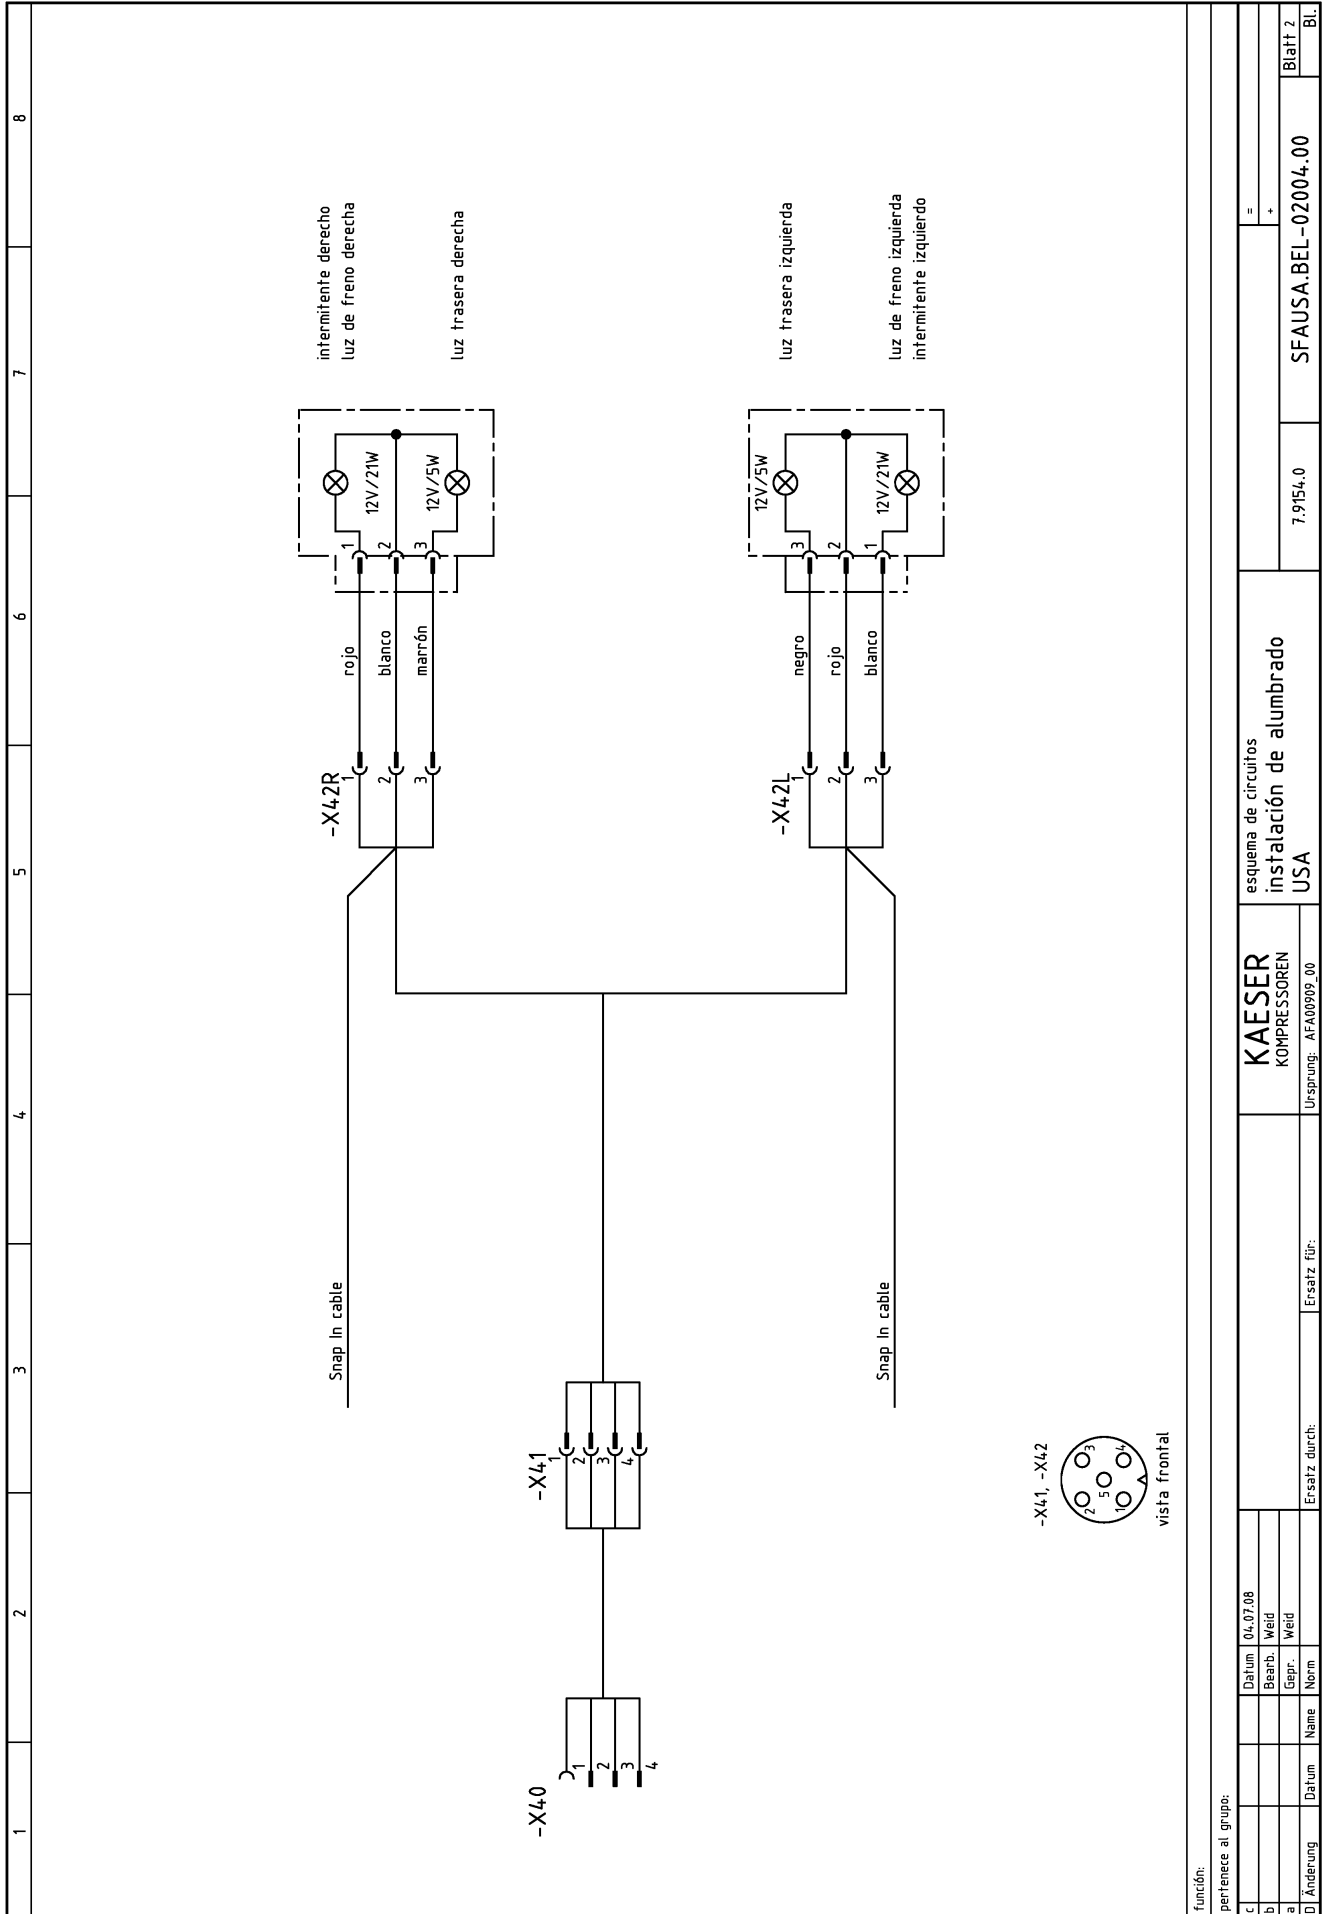 1
2
3
4
5
6
7
8
intermitente derecho
luz de freno derecha
luz trasera derecha
12V/21W
12V/5W
1
2
3
rojo
blanco
marrón
-X42R
1
2
3
Snap In cable
luz trasera izquierda
luz de freno izquierda
intermitente izquierdo
12V/5W
12V/21W
3
2
1
negro
rojo
blanco
-X42L
1
2
3
Snap In cable
-X40
1
2
3
4
-X41
1
2
3
4
-X41, -X42
1
2
3
4
5
vista frontal
función:
pertenece al grupo:
c
b
a
D
Änderung
Datum
Name
Datum 04.07.08
Bearb. Weid
Gepr. Weid
Norm
Ersatz durch:
Ersatz für:
KAESER
KOMPRESSOREN
Ursprung: AFA00909_00
esquema de circuitos
instalación de alumbrado
USA
=
+
7.9154.0
SFAUSA.BEL-02004.00
Blatt 2
Bl.